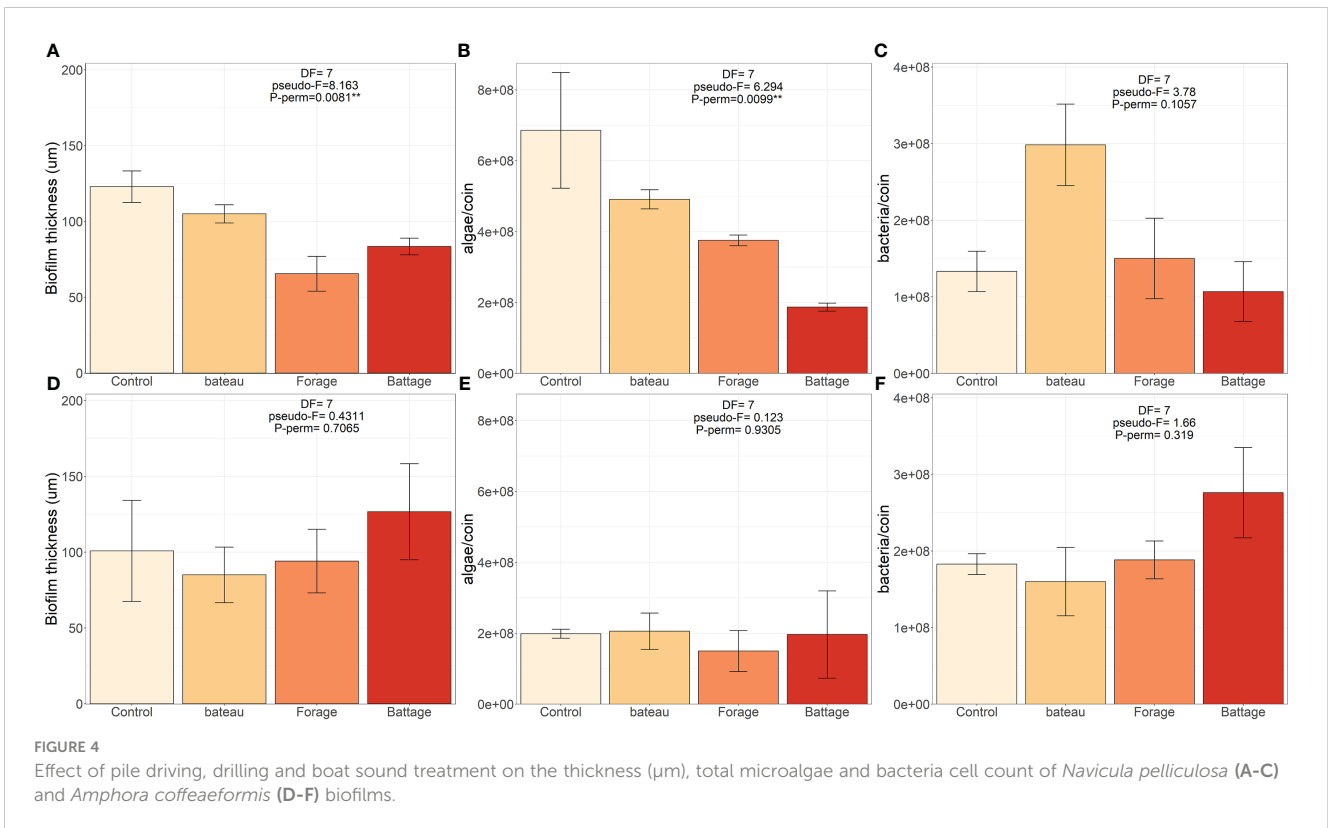 A
DF= 7
pseudo-F=8.163
P-perm=0.0081**
Biofilm thickness (um)
200
150
100
50
0
Control bateau Forage Battage
B
DF= 7
pseudo-F= 6.294
P-perm=0.0099**
algae/coin
8e+08
6e+08
4e+08
2e+08
0e+00
Control bateau Forage Battage
C
DF= 7
pseudo-F= 3.78
P-perm= 0.1057
bacteria/coin
4e+08
3e+08
2e+08
1e+08
0e+00
Control bateau Forage Battage
D
DF= 7
pseudo-F= 0.4311
P-perm= 0.7065
Biofilm thickness (um)
200
150
100
50
0
Control bateau Forage Battage
E
DF= 7
pseudo-F= 0.123
P-perm= 0.9305
algae/coin
8e+08
6e+08
4e+08
2e+08
0e+00
Control bateau Forage Battage
F
DF= 7
pseudo-F= 1.66
P-perm= 0.319
bacteria/coin
4e+08
3e+08
2e+08
1e+08
0e+00
Control bateau Forage Battage
FIGURE 4
Effect of pile driving, drilling and boat sound treatment on the thickness (µm), total microalgae and bacteria cell count of Navicula pelliculosa (A-C)
and Amphora coffeaeformis (D-F) biofilms.